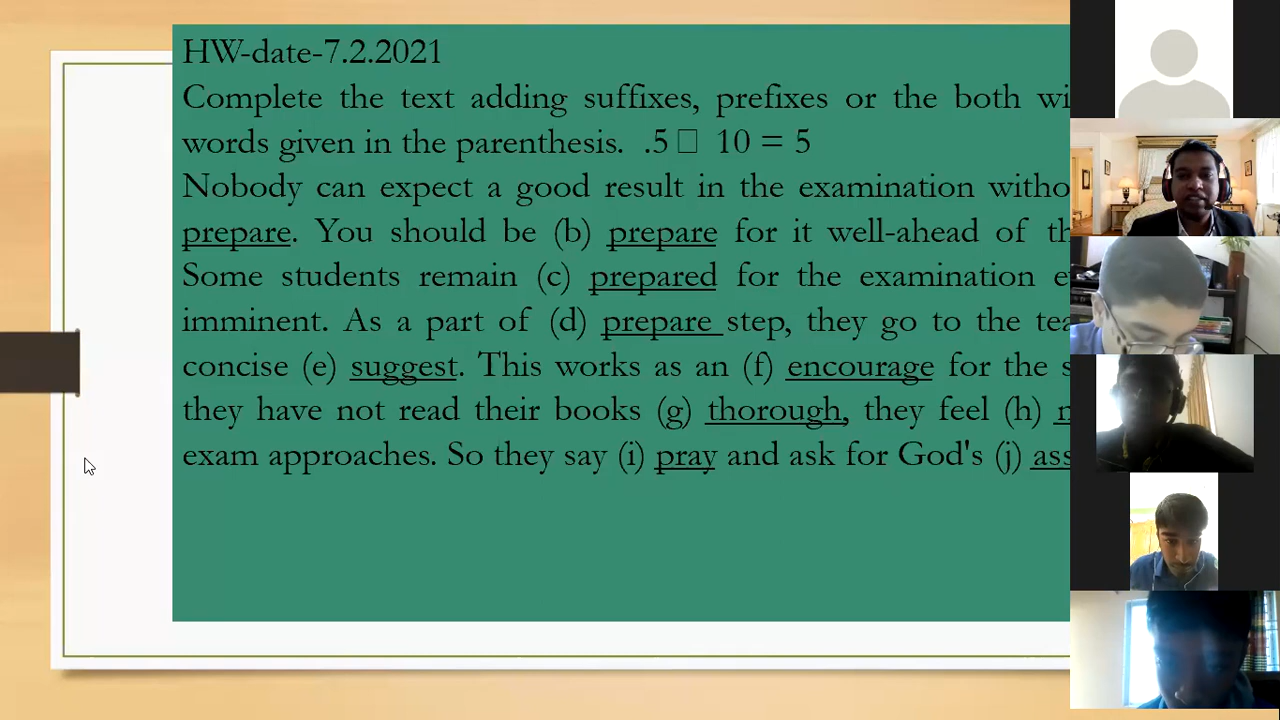 HW-date-7.2.2021
Complete the text adding suffixes, prefixes or the both
words given in the parenthesis. .5 □ 10 = 5
Nobody can expect a good result in the examination
prepare. You should be (b) prepare for it well-ahead of
Some students remain (c) prepared for the examination
imminent. As a part of (d) prepare step, they go to the
concise (e) suggest. This works as an (f) encourage for the
they have not read their books (g) thorough, they feel (h)
exam approaches. So they say (i) pray and ask for God's (j)